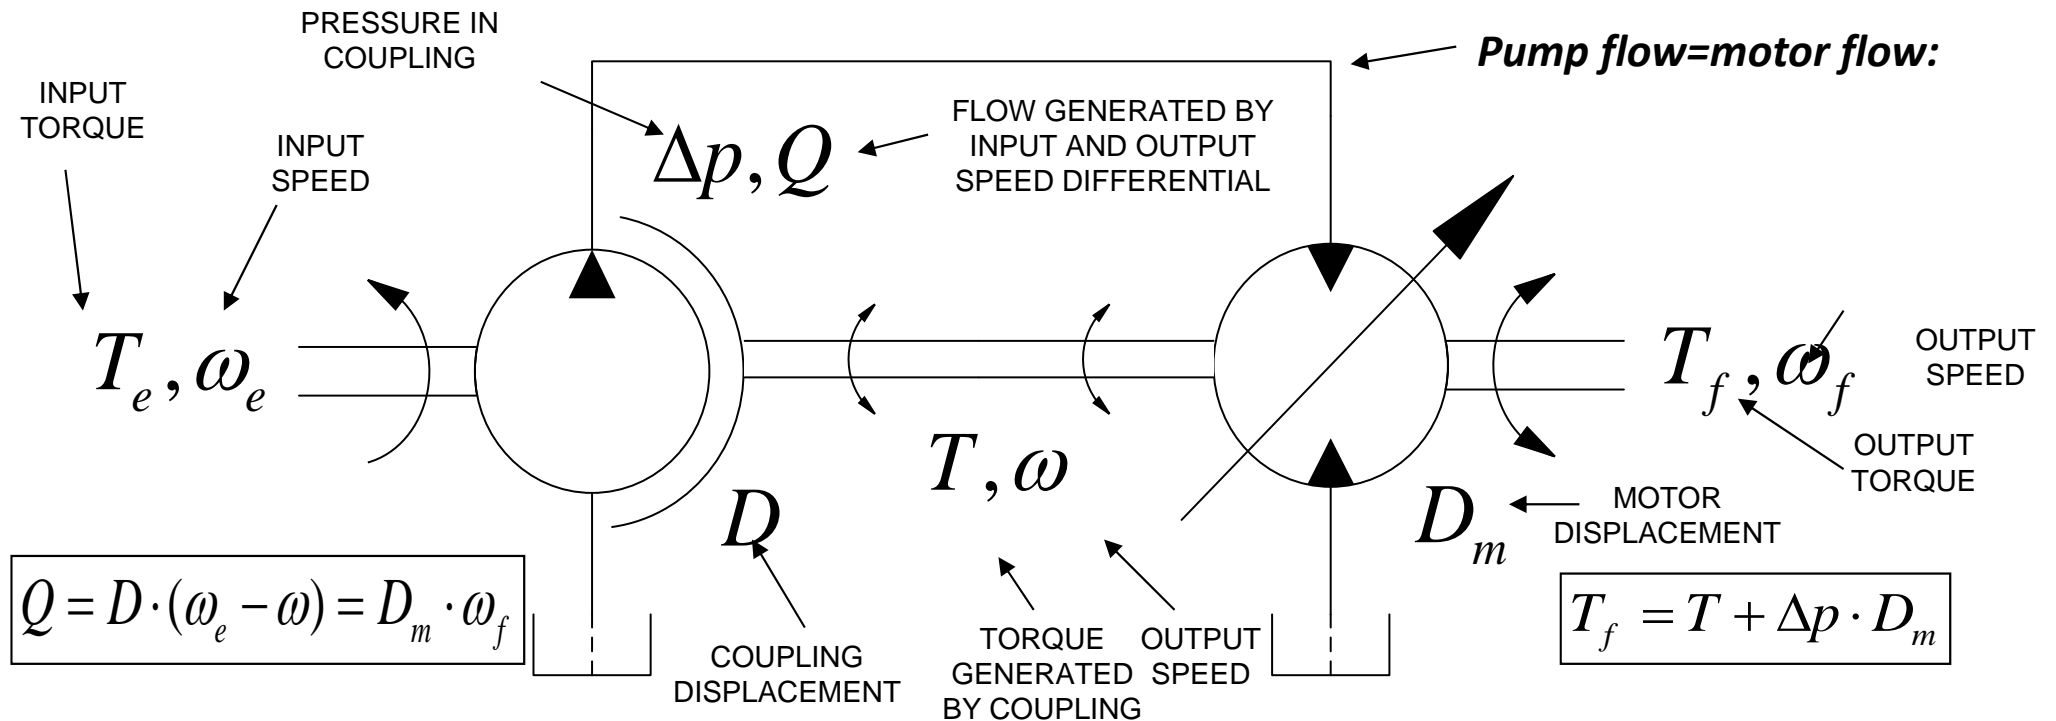 PRESSURE IN
COUPLING
Pump flow=motor flow:
INPUT
TORQUE
INPUT
SPEED
Δp, Q
FLOW GENERATED BY
INPUT AND OUTPUT
SPEED DIFFERENTIAL
T_e, ω_e
T_f, ω_f
OUTPUT
SPEED
OUTPUT
TORQUE
T, ω
D
D_m
MOTOR
DISPLACEMENT
Q = D·(ω_e − ω) = D_m·ω_f
T_f = T + Δp·D_m
COUPLING
DISPLACEMENT
TORQUE
GENERATED
BY COUPLING
OUTPUT
SPEED